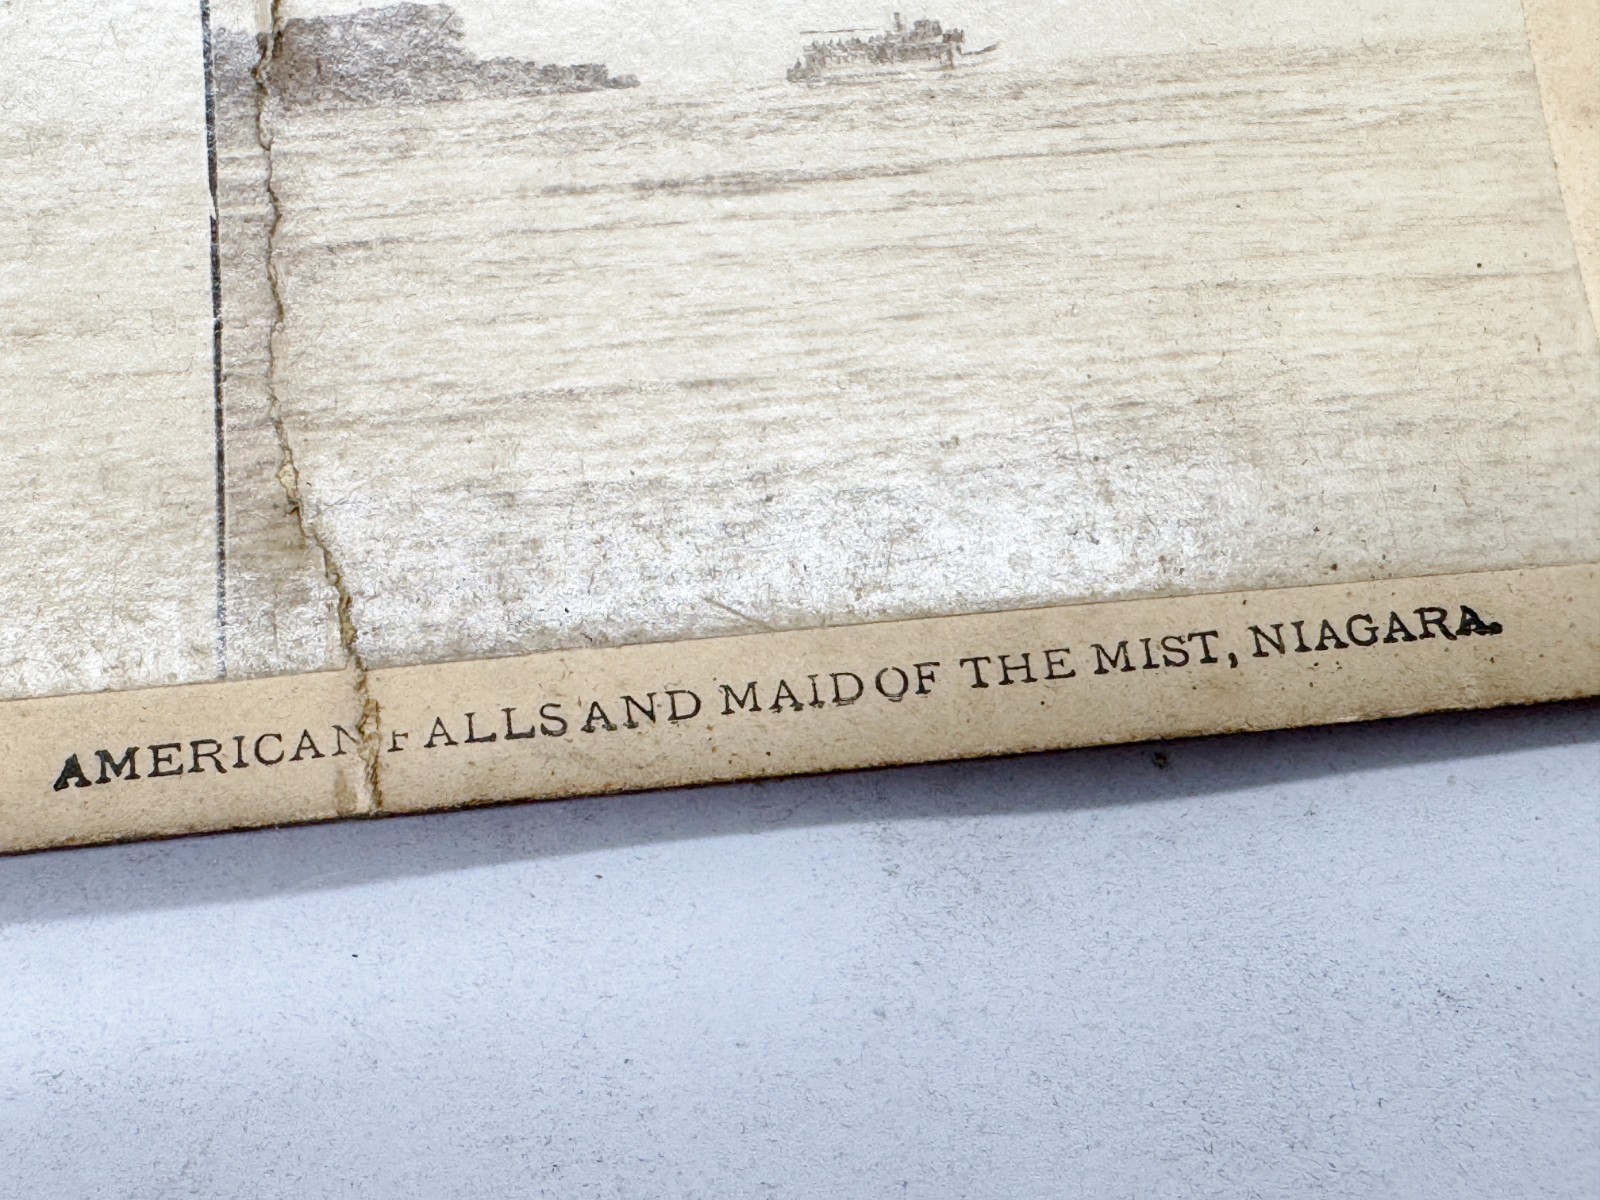 AMERICAN FALLS AND MAID OF THE MIST, NIAGARA.